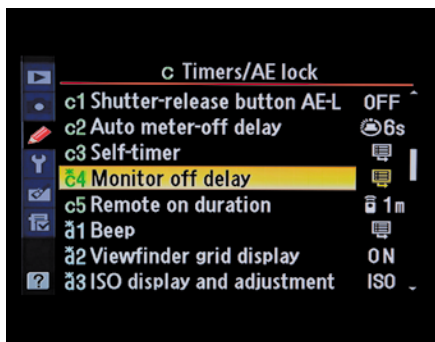 c Timers/AE lock
c1 Shutter-release button AE-L OFF
c2 Auto meter-off delay 6s
c3 Self-timer
c4 Monitor off delay
c5 Remote on duration 1m
d1 Beep
d2 Viewfinder grid display ON
d3 ISO display and adjustment ISO
?